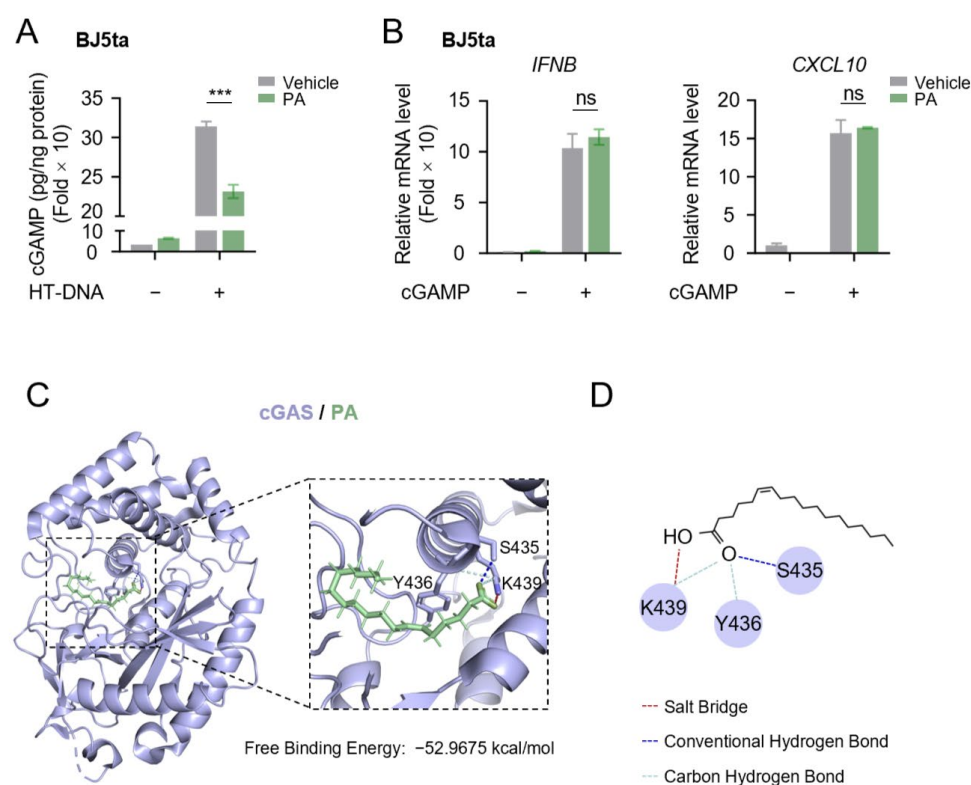 A
BJ5ta
Vehicle
PA
cGAMP (pg/ng protein)
(Fold × 10)
35
30
25
20
10
0
***
HT-DNA
−
+
B
BJ5ta
IFNB
Relative mRNA level
(Fold × 10)
15
10
5
0
ns
cGAMP
−
+
CXCL10
Vehicle
PA
Relative mRNA level
20
15
10
5
0
ns
cGAMP
−
+
C
cGAS / PA
S435
Y436
K439
Free Binding Energy: −52.9675 kcal/mol
D
HO
O
S435
K439
Y436
Salt Bridge
Conventional Hydrogen Bond
Carbon Hydrogen Bond